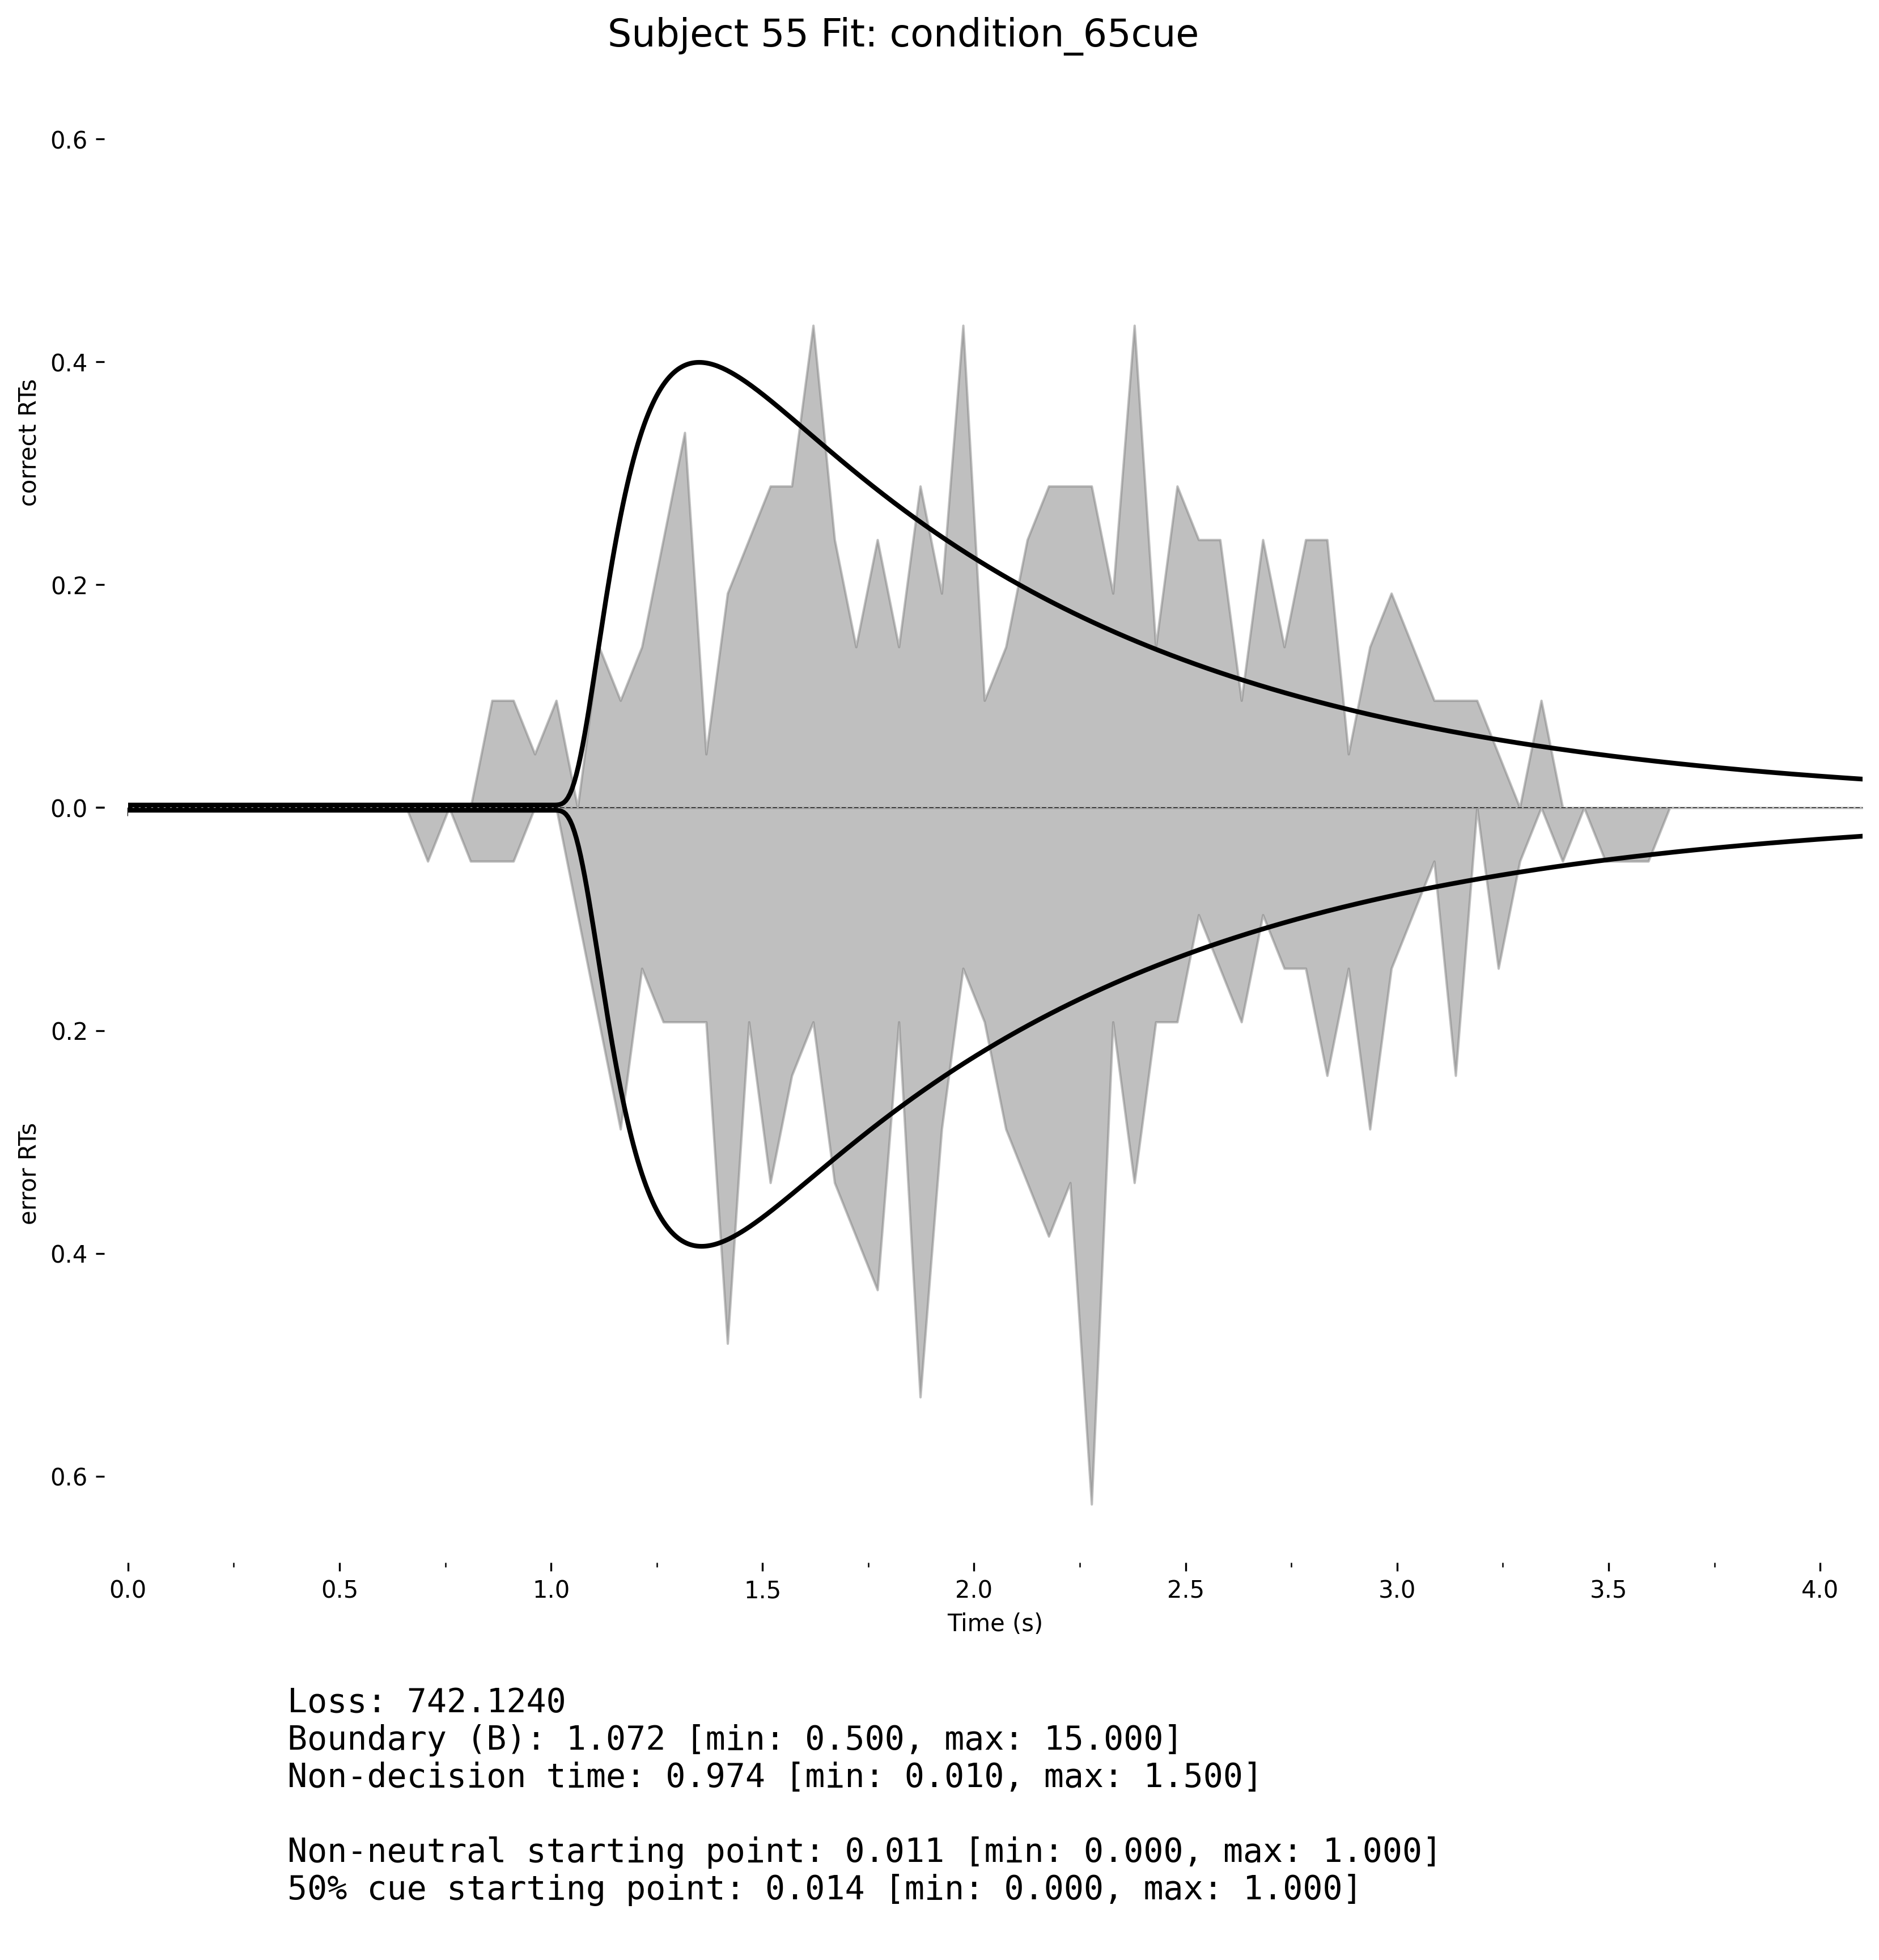 Subject 55 Fit: condition_65cue
0.6
0.4
correct RTs
0.2
0.0
0.2
error RTs
0.4
0.6
0.0 0.5 1.0 1.5 2.0 2.5 3.0 3.5 4.0
Time (s)
Loss: 742.1240
Boundary (B): 1.072 [min: 0.500, max: 15.000]
Non-decision time: 0.974 [min: 0.010, max: 1.500]
Non-neutral starting point: 0.011 [min: 0.000, max: 1.000]
50% cue starting point: 0.014 [min: 0.000, max: 1.000]